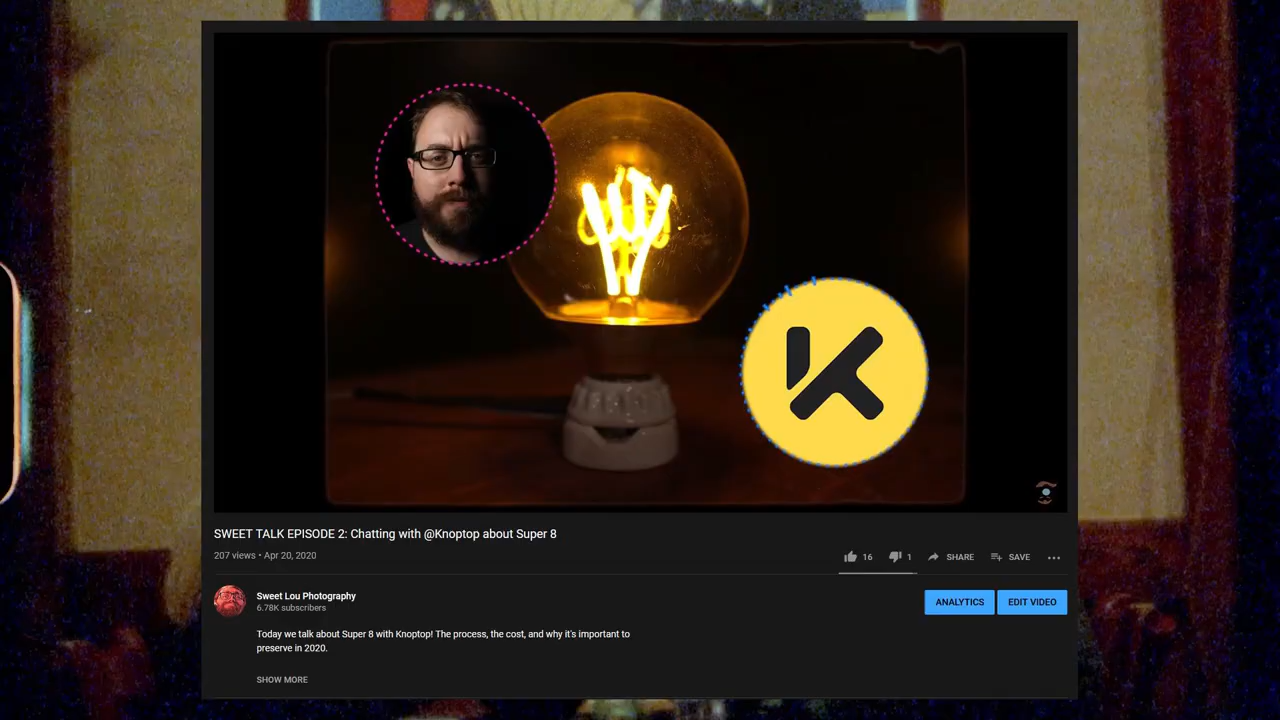 K
SWEET TALK EPISODE 2: Chatting with @Knoptop about Super 8
207 views • Apr 20, 2020
16 1 SHARE SAVE
Sweet Lou Photography
6.78K subscribers
ANALYTICS EDIT VIDEO
Today we talk about Super 8 with Knoptop! The process, the cost, and why it's important to
preserve in 2020.
SHOW MORE